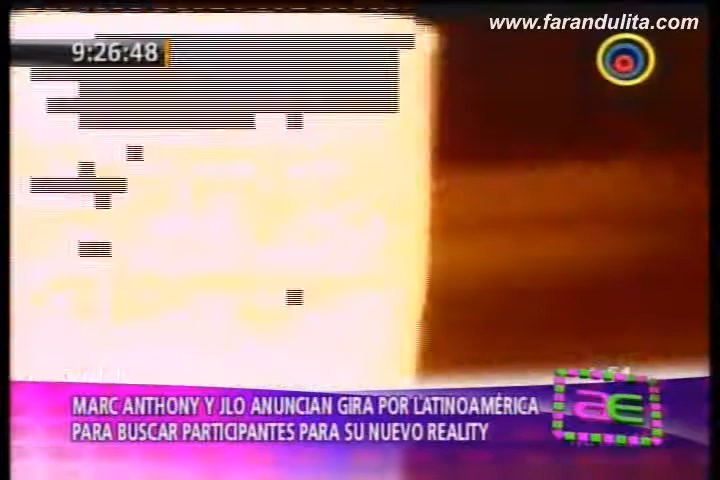 www.farandulita.com
9:26:48
MARC ANTHONY Y JLO ANUNCIAN GIRA POR LATINOAMÉRICA
PARA BUSCAR PARTICIPANTES PARA SU NUEVO REALITY
ae